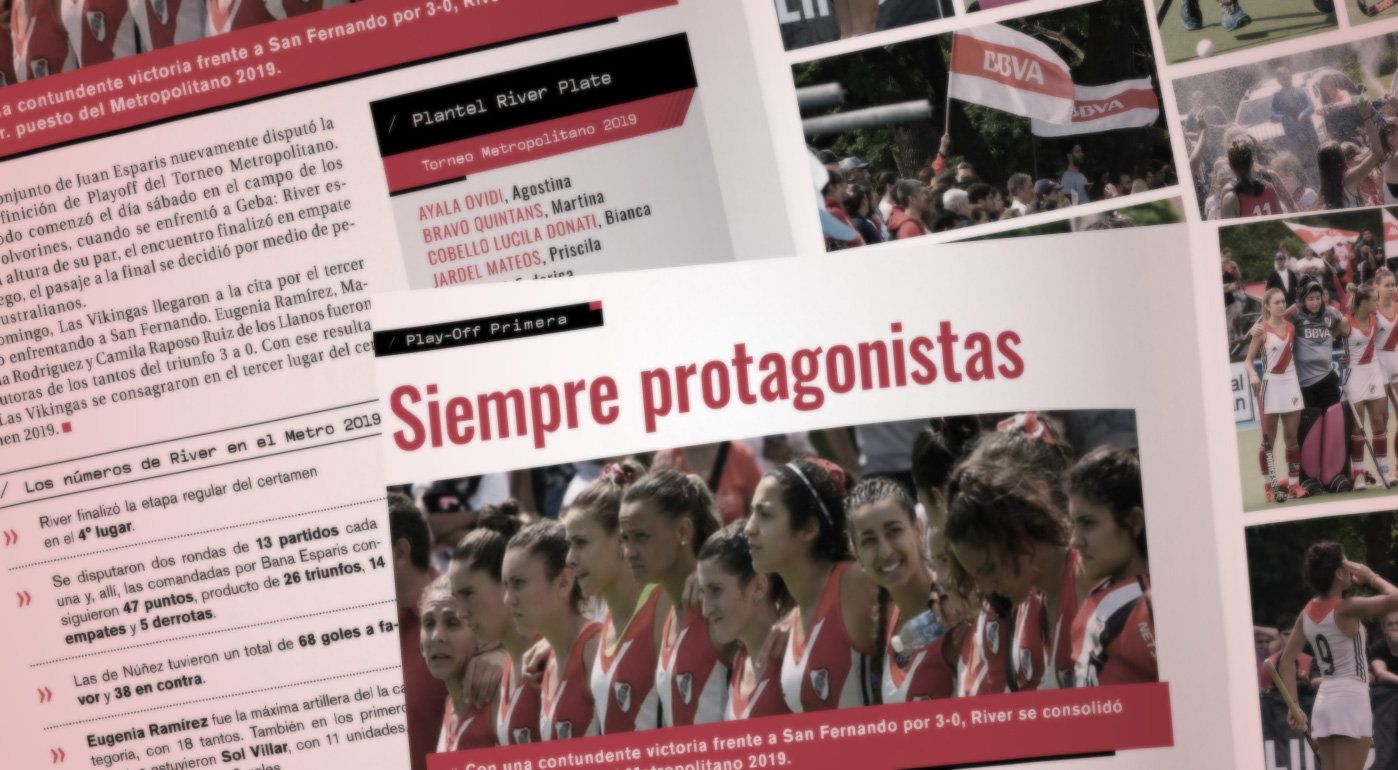 a contundente victoria frente a San Fernando por 3-0, River
r. puesto del Metropolitano 2019.
onjunto de Juan Esparis nuevamente disputó la
finición de Playoff del Torneo Metropolitano.
odo comenzó el día sábado en el campo de los
olvorines, cuando se enfrentó a Geba: River es-
altura de su par, el encuentro finalizó en empate
ego, el pasaje a la final se decidió por medio de pe-
ustralianos.
omingo, Las Vikingas llegaron a la cita por el tercer
o enfrentando a San Fernando. Eugenia Ramírez, Ma-
a Rodriguez y Camila Raposo Ruiz de los Llanos fueron
utoras de los tantos del triunfo 3 a 0. Con ese resulta
Las Vikingas se consagraron en el tercer lugar del cer
en 2019.
/ Los números de River en el Metro 2019
River finalizó la etapa regular del certamen
en el 4º lugar.
Se disputaron dos rondas de 13 partidos cada
una y, allí, las comandadas por Bana Esparis con-
siguieron 47 puntos, producto de 26 triunfos, 14
empates y 5 derrotas.
Las de Núñez tuvieron un total de 68 goles a fa-
vor y 38 en contra.
Eugenia Ramírez fue la máxima artillera del la ca
tegoría, con 18 tantos. También en los primero
estuvieron Sol Villar, con 11 unidades,
/ Plantel River Plate
Torneo Metropolitano 2019
AYALA OVIDI, Agostina
BRAVO QUINTANS, Martina
COBELLO LUCILA DONATI, Bianca
JARDEL MATEOS, Priscila
/ Play-Off Primera
Siempre protagonistas
Con una contundente victoria frente a San Fernando por 3-0, River se consolidó
Metropolitano 2019.
BBVA
BBVA
11
BBVA
9